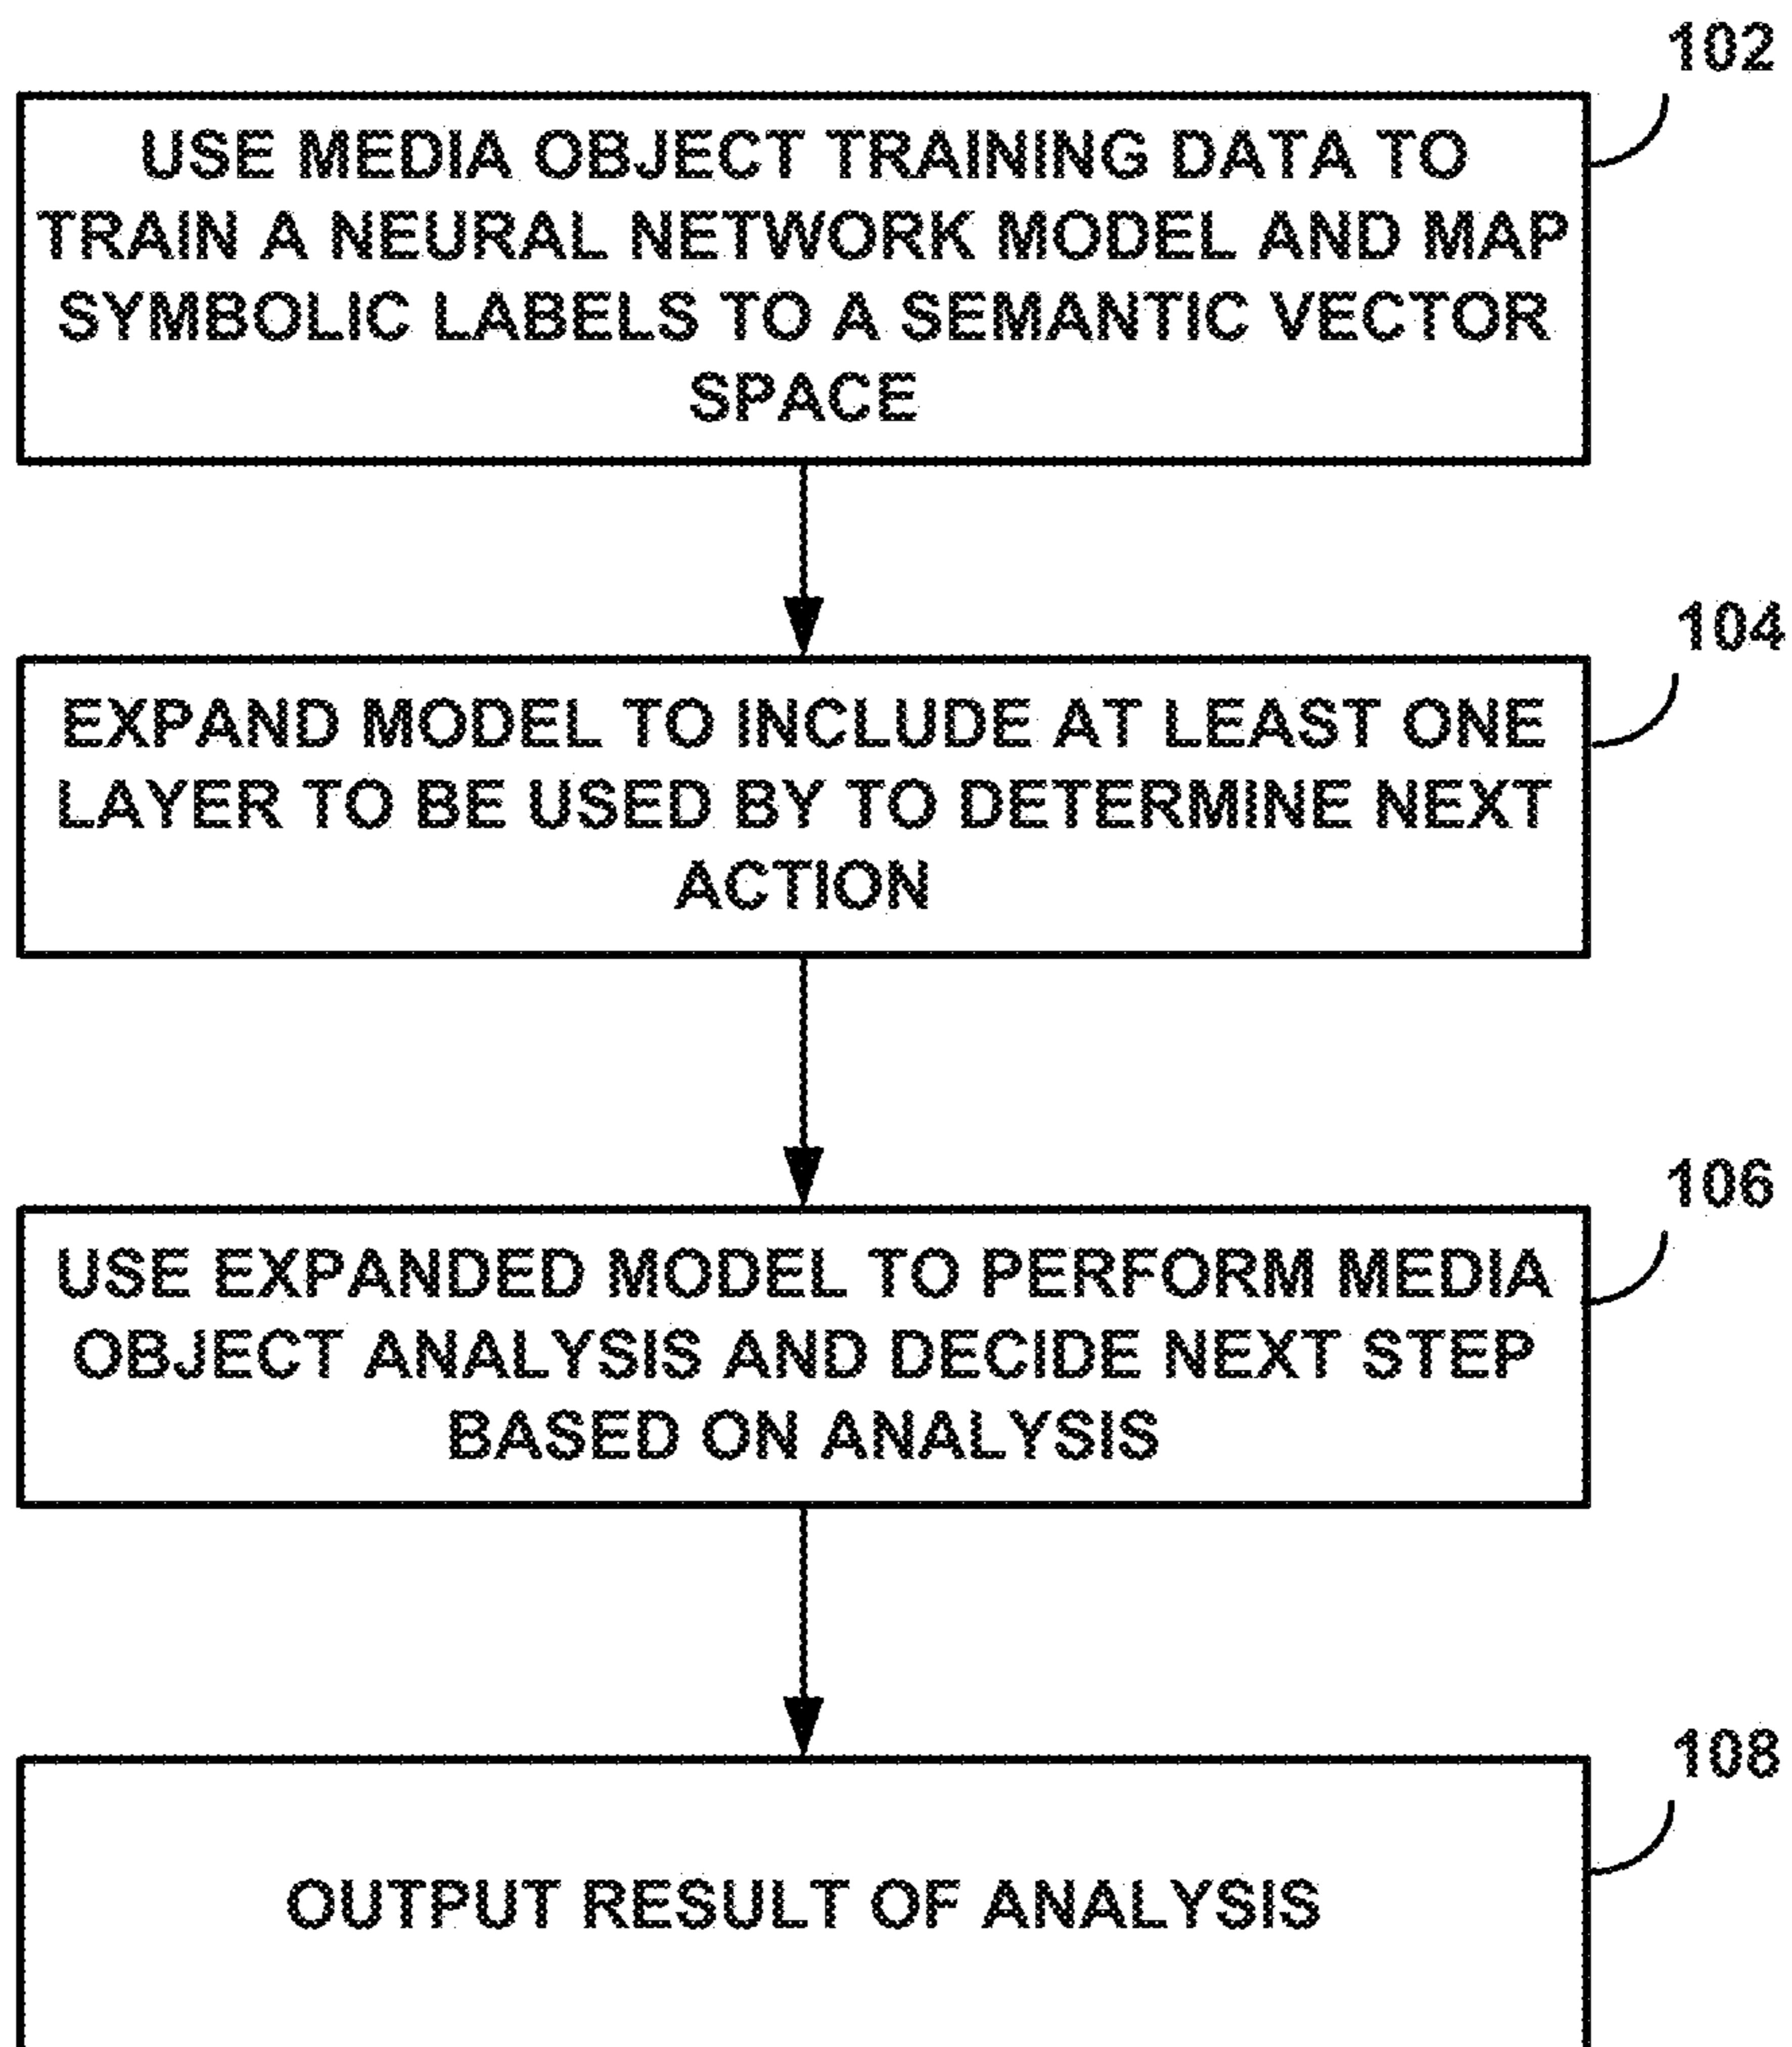 102
USE MEDIA OBJECT TRAINING DATA TO
TRAIN A NEURAL NETWORK MODEL AND MAP
SYMBOLIC LABELS TO A SEMANTIC VECTOR
SPACE
104
EXPAND MODEL TO INCLUDE AT LEAST ONE
LAYER TO BE USED BY TO DETERMINE NEXT
ACTION
106
USE EXPANDED MODEL TO PERFORM MEDIA
OBJECT ANALYSIS AND DECIDE NEXT STEP
BASED ON ANALYSIS
108
OUTPUT RESULT OF ANALYSIS